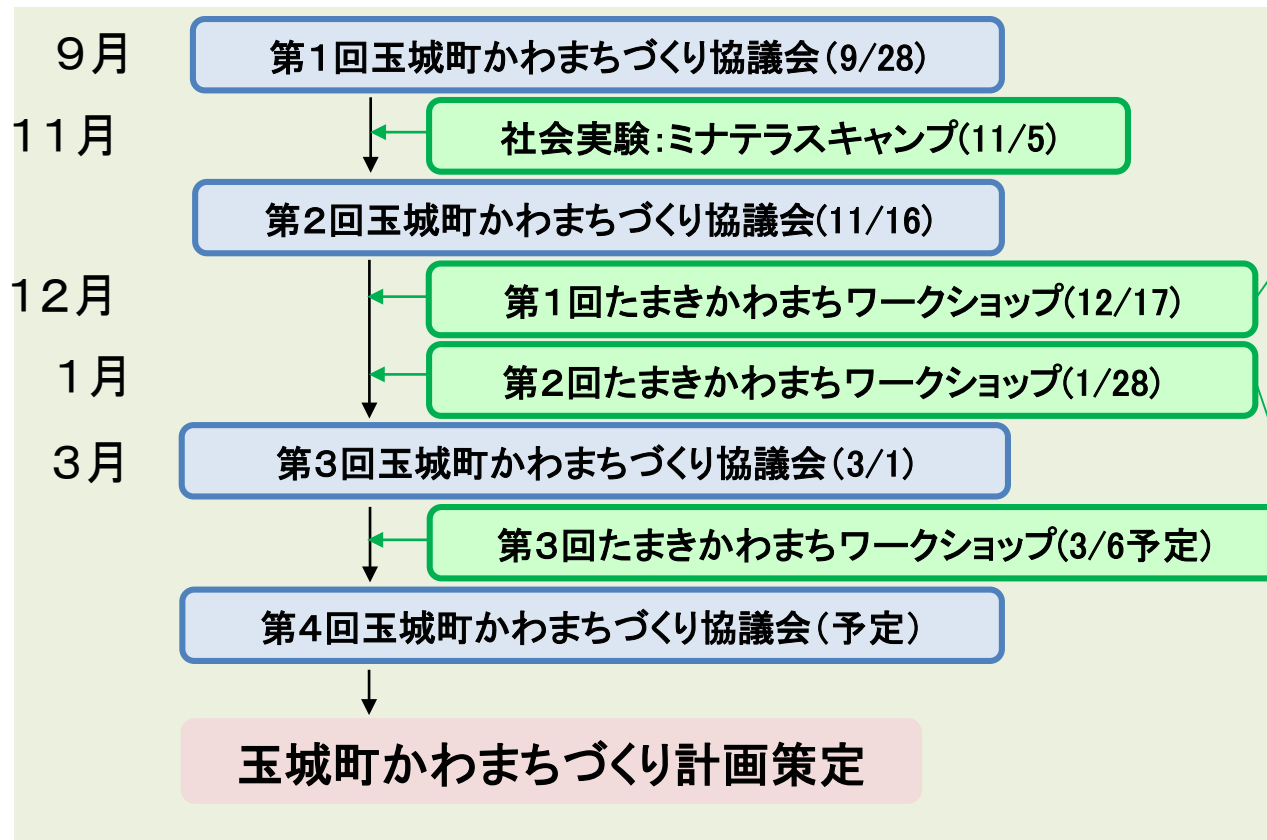 ９月
第１回玉城町かわまちづくり協議会（9/28）
１１月
社会実験：ミナテラスキャンプ(11/5)
第２回玉城町かわまちづくり協議会(11/16)
１２月
第１回たまきかわまちワークショップ(12/17)
１月
第２回たまきかわまちワークショップ(1/28)
３月
第３回玉城町かわまちづくり協議会（3/1）
第３回たまきかわまちワークショップ(3/6予定)
第４回玉城町かわまちづくり協議会（予定）
玉城町かわまちづくり計画策定